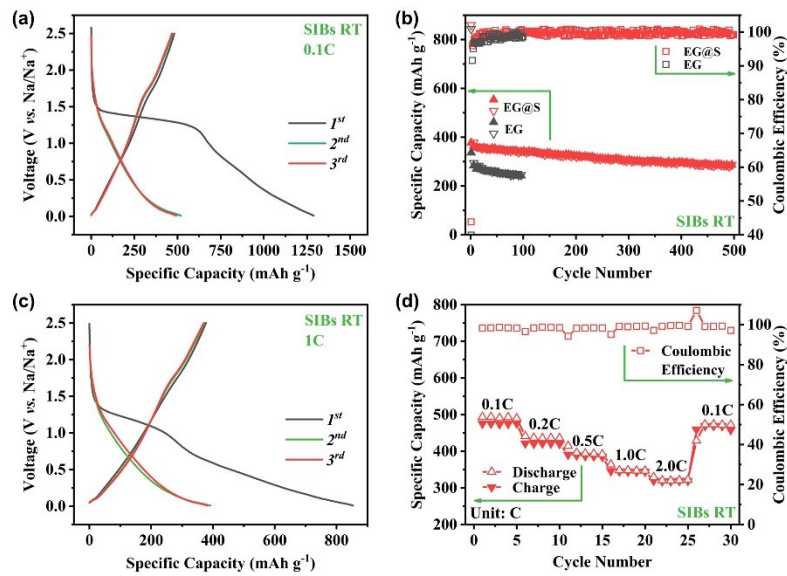 (a)
SIBs RT
0.1C
1st
2nd
3rd
Voltage (V vs. Na/Na+)
2.5
2.0
1.5
1.0
0.5
0.0
0 250 500 750 1000 1250 1500
Specific Capacity (mAh g-1)
(b)
EG@S
EG
EG@S
EG
SIBs RT
Specific Capacity (mAh g-1)
800
600
400
200
0
Coulombic Efficiency (%)
100
90
80
70
60
50
40
0 100 200 300 400 500
Cycle Number
(c)
SIBs RT
1C
1st
2nd
3rd
Voltage (V vs. Na/Na+)
2.5
2.0
1.5
1.0
0.5
0.0
0 200 400 600 800
Specific Capacity (mAh g-1)
(d)
Coulombic
Efficiency
0.1C
0.2C
0.5C
1.0C
2.0C
0.1C
Discharge
Charge
Unit: C
SIBs RT
Specific Capacity (mAh g-1)
800
700
600
500
400
300
200
Coulombic Efficiency (%)
100
80
60
40
20
0
0 5 10 15 20 25 30
Cycle Number